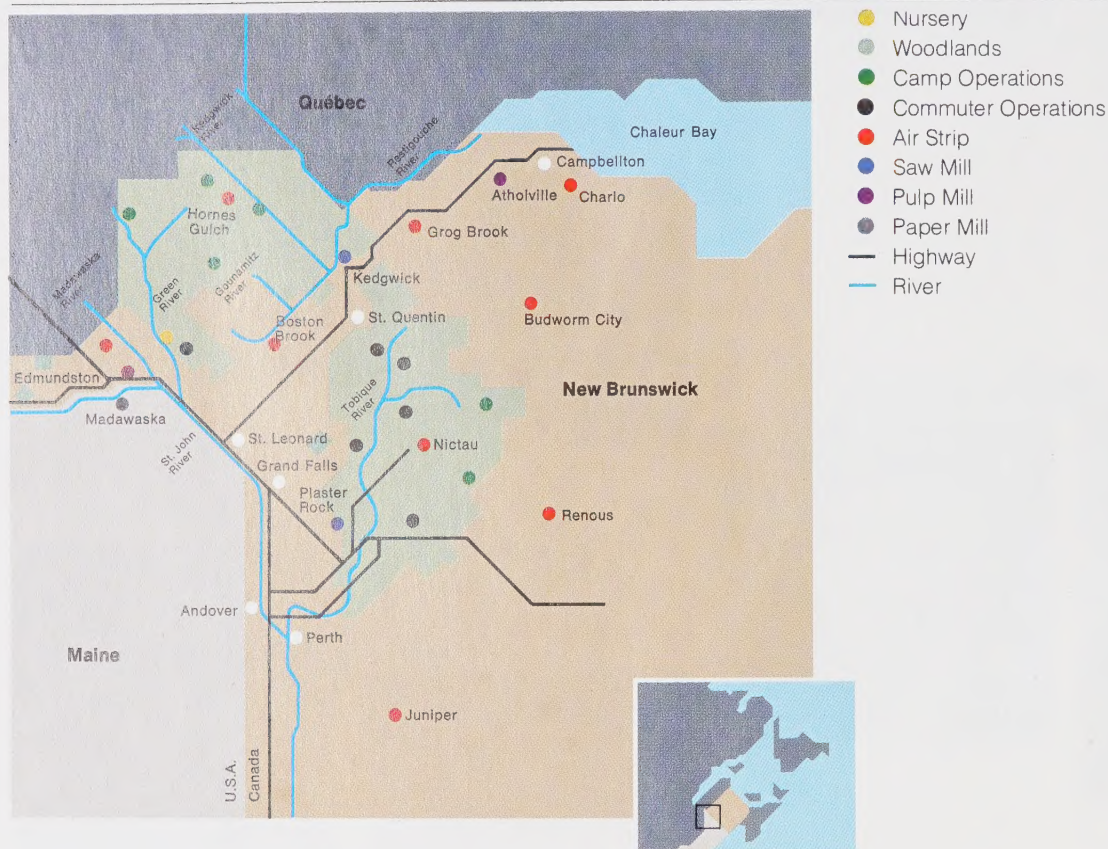 Nursery
Woodlands
Camp Operations
Commuter Operations
Air Strip
Saw Mill
Pulp Mill
Paper Mill
Highway
River
Québec
Kedgwick
River
Restigouche
River
Chaleur Bay
Campbellton
Atholville
Charlo
Hornes
Gulch
Grog Brook
Madawaska
River
Green
River
Gounamitz
River
Kedgwick
Boston
Brook
St. Quentin
Budworm City
Edmundston
Madawaska
Tobique
River
New Brunswick
St. John
River
St. Leonard
Nictau
Grand Falls
Plaster
Rock
Renous
Andover
Perth
Maine
Juniper
U.S.A.
Canada